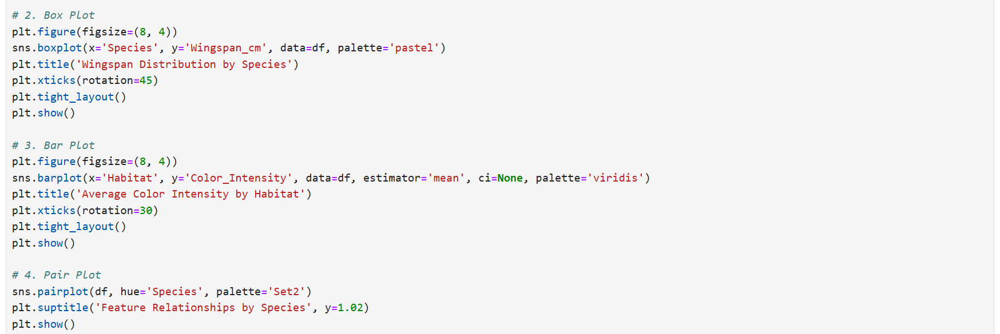 # 2. Box Plot
plt.figure(figsize=(8, 4))
sns.boxplot(x='Species', y='Wingspan_cm', data=df, palette='pastel')
plt.title('Wingspan Distribution by Species')
plt.xticks(rotation=45)
plt.tight_layout()
plt.show()
# 3. Bar Plot
plt.figure(figsize=(8, 4))
sns.barplot(x='Habitat', y='Color_Intensity', data=df, estimator='mean', ci=None, palette='viridis')
plt.title('Average Color Intensity by Habitat')
plt.xticks(rotation=30)
plt.tight_layout()
plt.show()
# 4. Pair Plot
sns.pairplot(df, hue='Species', palette='Set2')
plt.suptitle('Feature Relationships by Species', y=1.02)
plt.show()